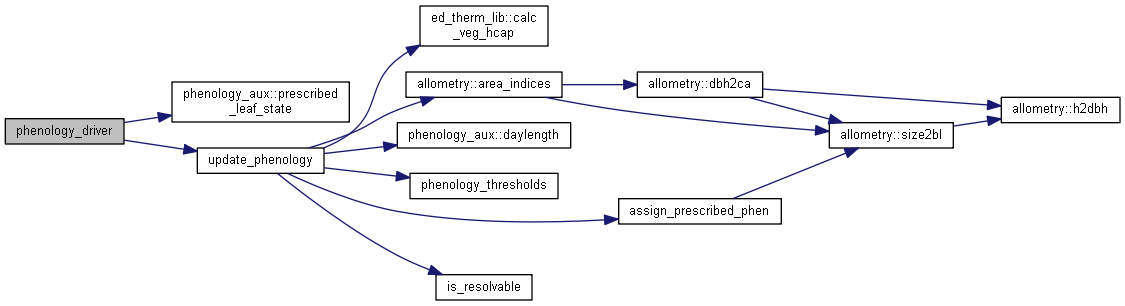 phenology_driver
phenology_aux::prescribed
_leaf_state
update_phenology
ed_therm_lib::calc
_veg_hcap
allometry::area_indices
phenology_aux::daylength
phenology_thresholds
is_resolvable
allometry::dbh2ca
assign_prescribed_phen
allometry::size2bl
allometry::h2dbh